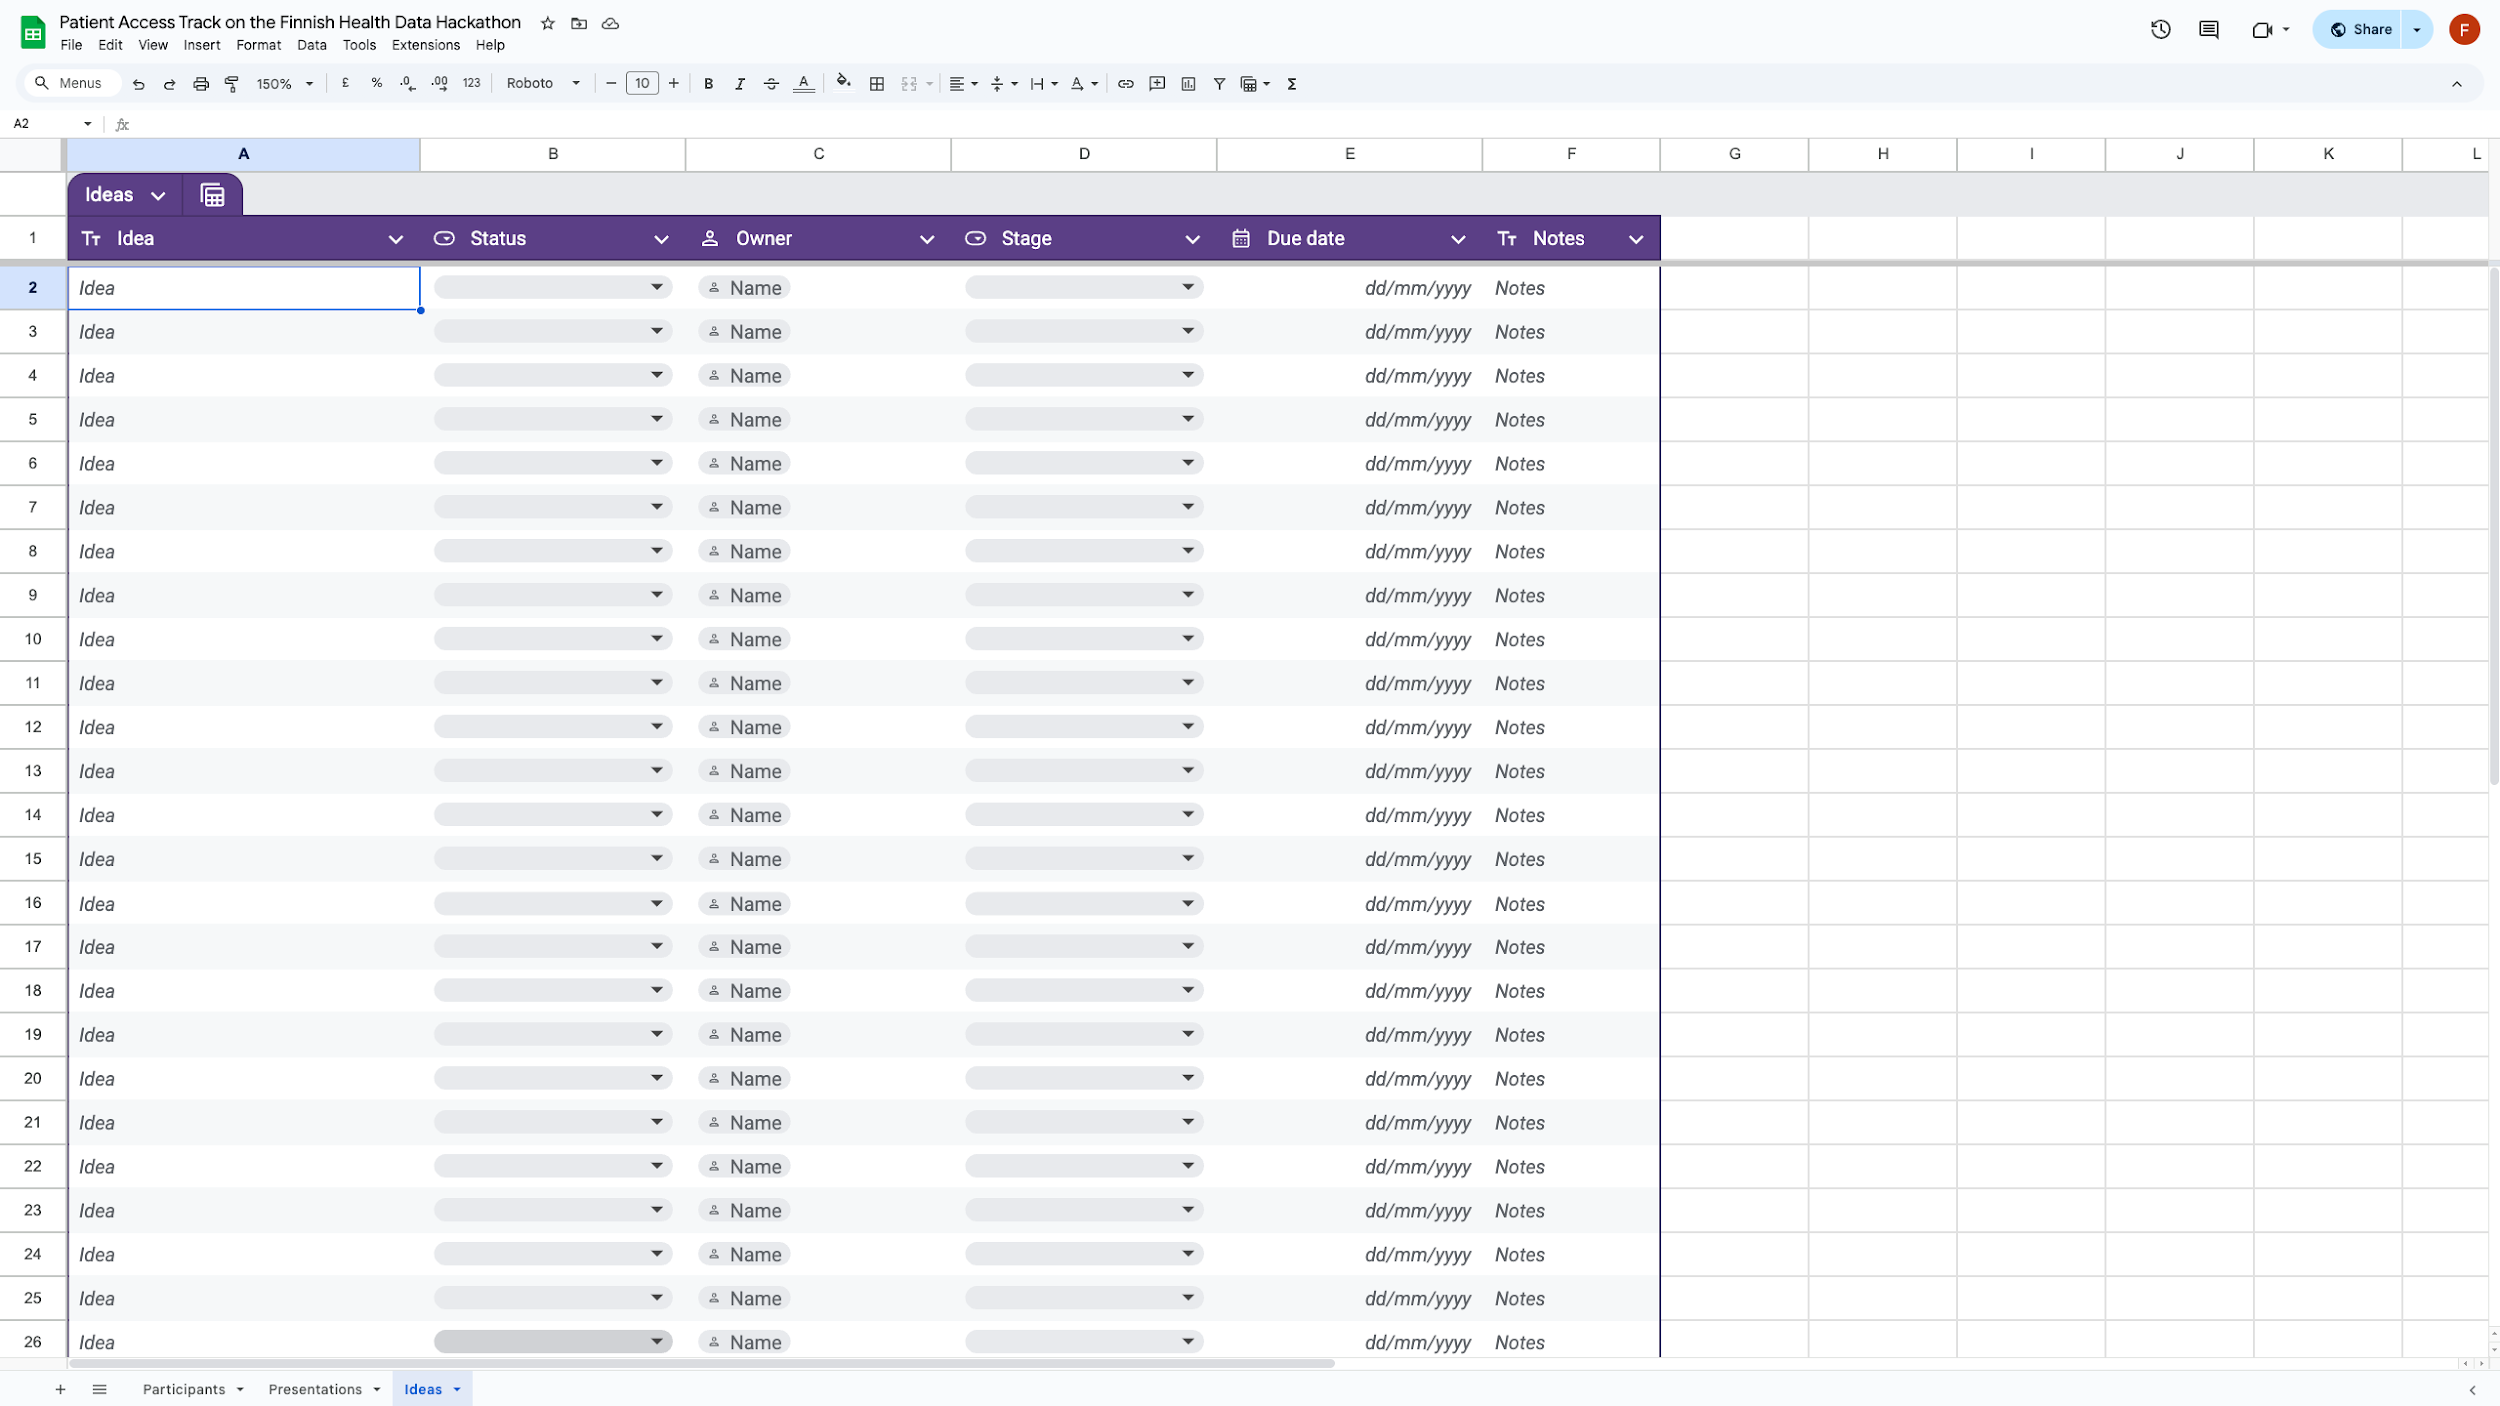 Patient Access Track on the Finnish Health Data Hackathon
File Edit View Insert Format Data Tools Extensions Help
Share
F
Menus
150%
£ % .0 .00 123
Roboto
10
B I A
A2
fx
A B C D E F G H I J K L
Ideas
1 Idea Status Owner Stage Due date Notes
2 Idea Name dd/mm/yyyy Notes
3 Idea Name dd/mm/yyyy Notes
4 Idea Name dd/mm/yyyy Notes
5 Idea Name dd/mm/yyyy Notes
6 Idea Name dd/mm/yyyy Notes
7 Idea Name dd/mm/yyyy Notes
8 Idea Name dd/mm/yyyy Notes
9 Idea Name dd/mm/yyyy Notes
10 Idea Name dd/mm/yyyy Notes
11 Idea Name dd/mm/yyyy Notes
12 Idea Name dd/mm/yyyy Notes
13 Idea Name dd/mm/yyyy Notes
14 Idea Name dd/mm/yyyy Notes
15 Idea Name dd/mm/yyyy Notes
16 Idea Name dd/mm/yyyy Notes
17 Idea Name dd/mm/yyyy Notes
18 Idea Name dd/mm/yyyy Notes
19 Idea Name dd/mm/yyyy Notes
20 Idea Name dd/mm/yyyy Notes
21 Idea Name dd/mm/yyyy Notes
22 Idea Name dd/mm/yyyy Notes
23 Idea Name dd/mm/yyyy Notes
24 Idea Name dd/mm/yyyy Notes
25 Idea Name dd/mm/yyyy Notes
26 Idea Name dd/mm/yyyy Notes
Participants Presentations Ideas